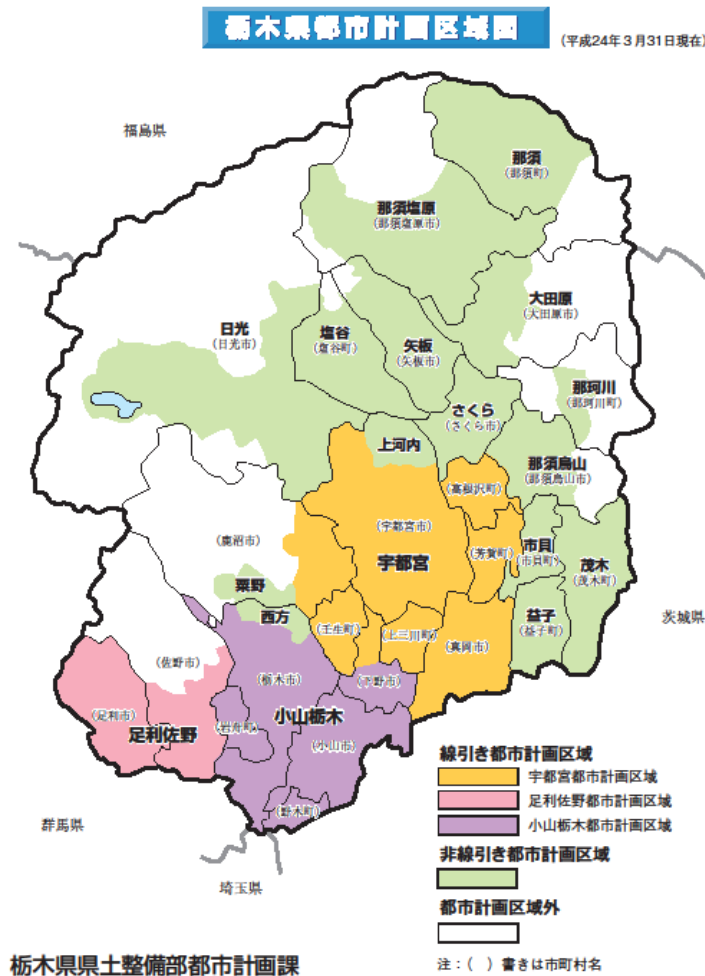 栃木県都市計画区域図
(平成24年3月31日現在)
福島県
那須
(那須町)
那須塩原
(那須塩原市)
大田原
(大田原市)
日光
(日光市)
塩谷
(塩谷町)
矢板
(矢板市)
那珂川
(那珂川町)
さくら
(さくら市)
上河内
那須烏山
(那須烏山市)
(高根沢町)
(宇都宮市)
宇都宮
(鹿沼市)
(芳賀町)
市貝
(市貝町)
茂木
(茂木町)
粟野
西方
益子
(益子町)
(壬生町)
(上三川町)
(真岡市)
茨城県
(佐野市)
(栃木市)
(下野市)
(足利市)
足利佐野
小山栃木
(岩舟町)
(小山市)
(野木町)
群馬県
埼玉県
線引き都市計画区域
宇都宮都市計画区域
足利佐野都市計画区域
小山栃木都市計画区域
非線引き都市計画区域
都市計画区域外
注:( )書きは市町村名
栃木県県土整備部都市計画課